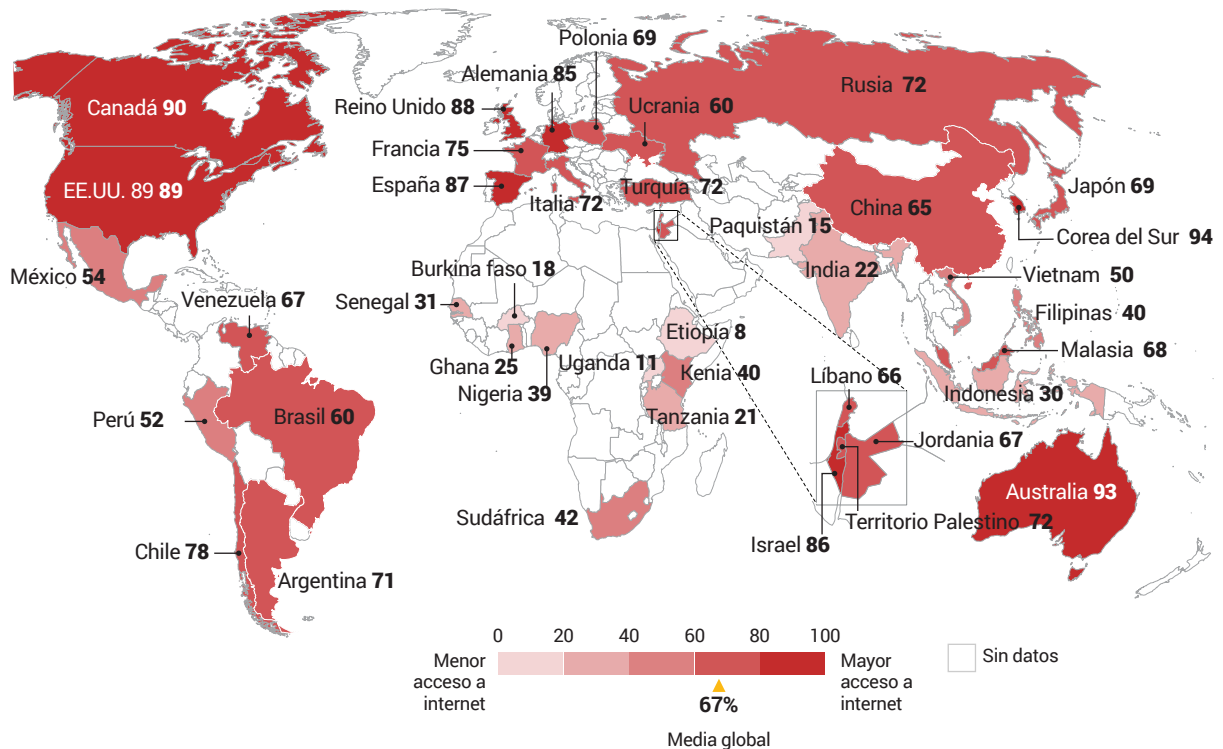 Polonia 69
Alemania 85
Rusia 72
Canadá 90
Reino Unido 88
Ucrania 60
Francia 75
EE.UU. 89 89
España 87
Turquía 72
Japón 69
Italia 72
China 65
Paquistán 15
Corea del Sur 94
México 54
Burkina faso 18
India 22
Vietnam 50
Venezuela 67
Senegal 31
Filipinas 40
Etiopía 8
Ghana 25
Uganda 11
Malasia 68
Nigeria 39
Kenia 40
Líbano 66
Indonesia 30
Perú 52
Brasil 60
Tanzania 21
Jordania 67
Australia 93
Sudáfrica 42
Territorio Palestino 72
Israel 86
Chile 78
Argentina 71
0 20 40 60 80 100
Menor
acceso a
internet
Mayor
acceso a
internet
Sin datos
67%
Media global